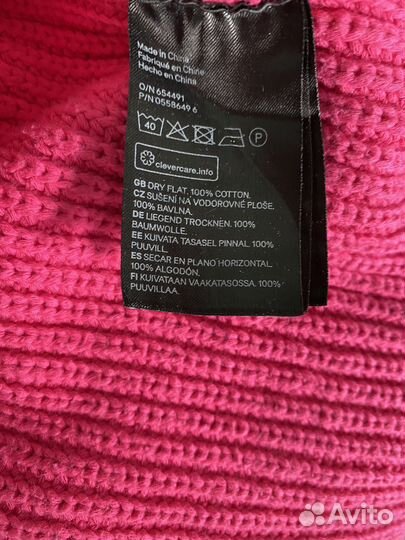 Made in China
Fabriqué en Chine
Hecho en China
O/N 654491
P/N 0558649 6
40
P
clevercare.info
GB DRY FLAT. 100% COTTON.
CZ SUŠENÍ NA VODOROVNÉ PLOŠE.
100% BAVLNA.
DE LIEGEND TROCKNEN. 100%
BAUMWOLLE.
EE KUIVATA TASASEL PINNAL. 100%
PUUVILL.
ES SECAR EN PLANO HORIZONTAL.
100% ALGODÓN.
FI KUIVATAAN VAAKATASOSSA. 100%
PUUVILLAA.
Avito